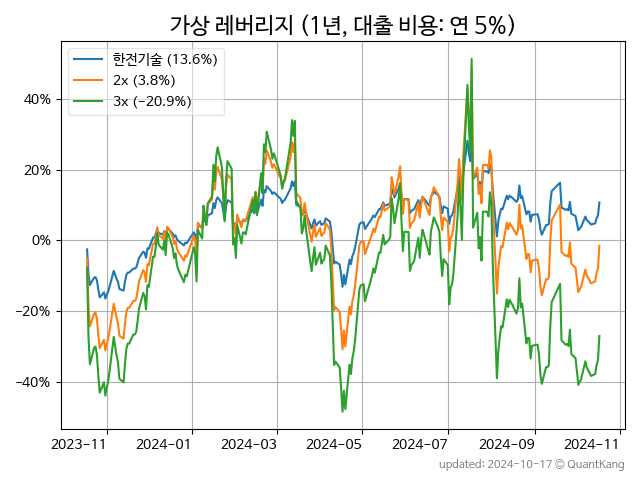 가상 레버리지 (1년, 대출 비용: 연 5%)
한전기술 (13.6%)
2x (3.8%)
3x (−20.9%)
40%
20%
0%
−20%
−40%
2023-11 2024-01 2024-03 2024-05 2024-07 2024-09 2024-11
updated: 2024-10-17 © QuantKang